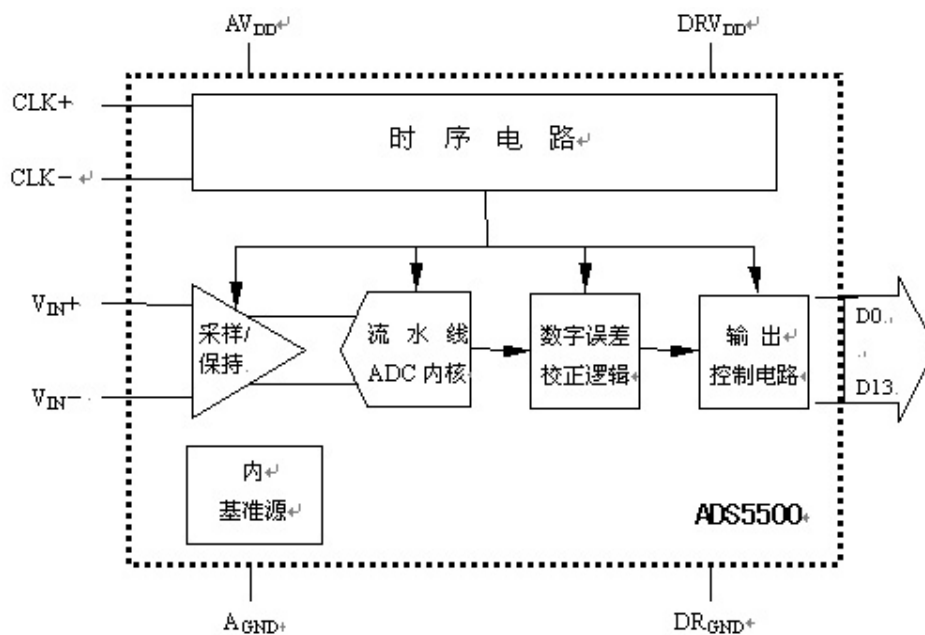 AVDD↵
DRVDD↵
CLK+
时 序 电 路↵
CLK− ↵
VIN+
采样/
保持
流 水 线
ADC 内核↵
数字误差
校正逻辑
输 出↵
控制电路↵
D0
D13
VIN−
内↵
基准源↵
ADS5500↵
AGND↵
DRGND↵